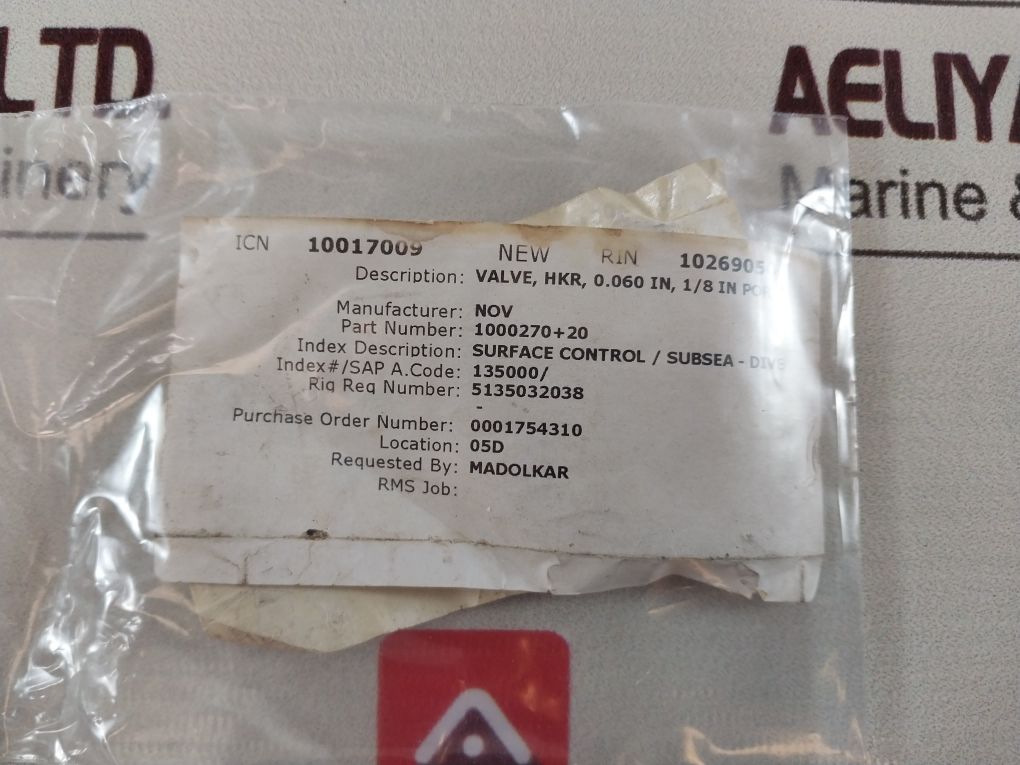 LTD.
AELIYA
inery
Marine &
ICN 10017009 NEW RIN 1026905
Description: VALVE, HKR, 0.060 IN, 1/8 IN
Manufacturer: NOV
Part Number: 1000270+20
Index Description: SURFACE CONTROL / SUBSEA - DIVE
Index#/SAP A.Code: 135000/
Rig Req Number: 5135032038
-
Purchase Order Number: 0001754310
Location: 05D
Requested By: MADOLKAR
RMS Job: